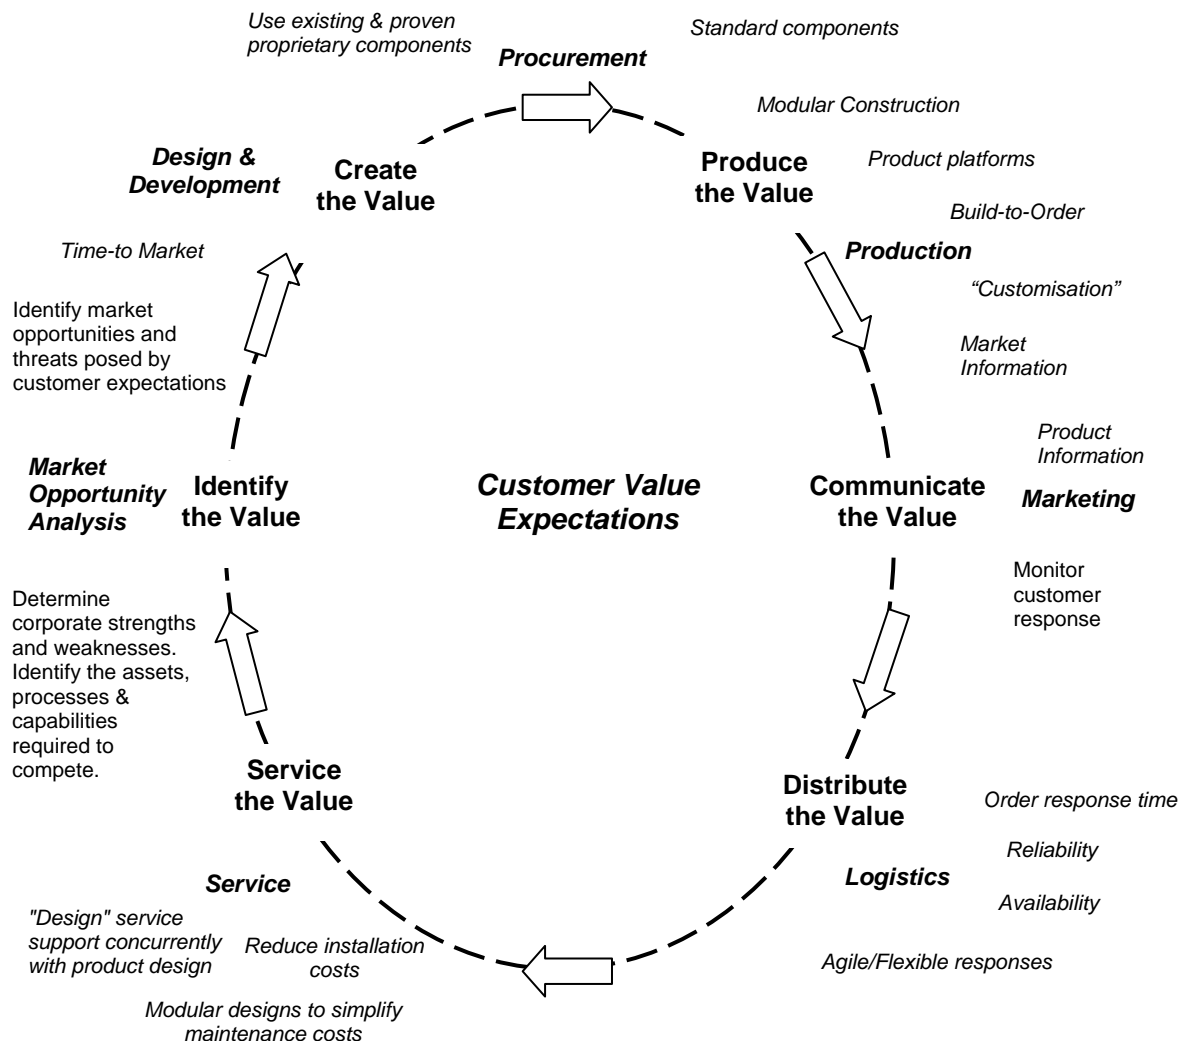 Use existing & proven
proprietary components
Standard components
Procurement
Modular Construction
Design &
Development
Create
the Value
Produce
the Value
Product platforms
Build-to-Order
Time-to Market
Production
"Customisation"
Identify market
opportunities and
threats posed by
customer expectations
Market
Information
Product
Information
Market
Opportunity
Analysis
Identify
the Value
Customer Value
Expectations
Communicate
the Value
Marketing
Monitor
customer
response
Determine
corporate strengths
and weaknesses.
Identify the assets,
processes &
capabilities
required to
compete.
Service
the Value
Distribute
the Value
Order response time
Reliability
Logistics
Availability
Agile/Flexible responses
Service
"Design" service
support concurrently
with product design
Reduce installation
costs
Modular designs to simplify
maintenance costs